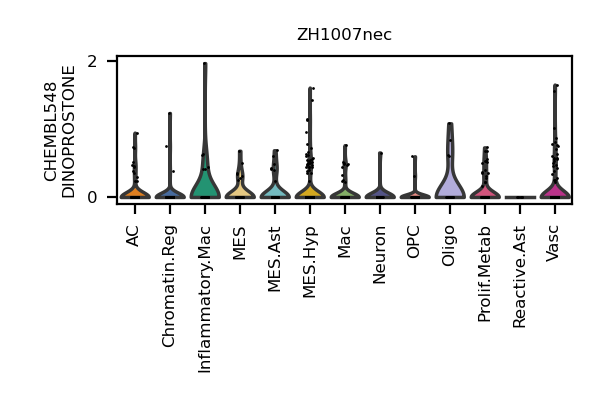 ZH1007nec
CHEMBL548
DINOPROSTONE
2
0
AC
Chromatin.Reg
Inflammatory.Mac
MES
MES.Ast
MES.Hyp
Mac
Neuron
OPC
Oligo
Prolif.Metab
Reactive.Ast
Vasc